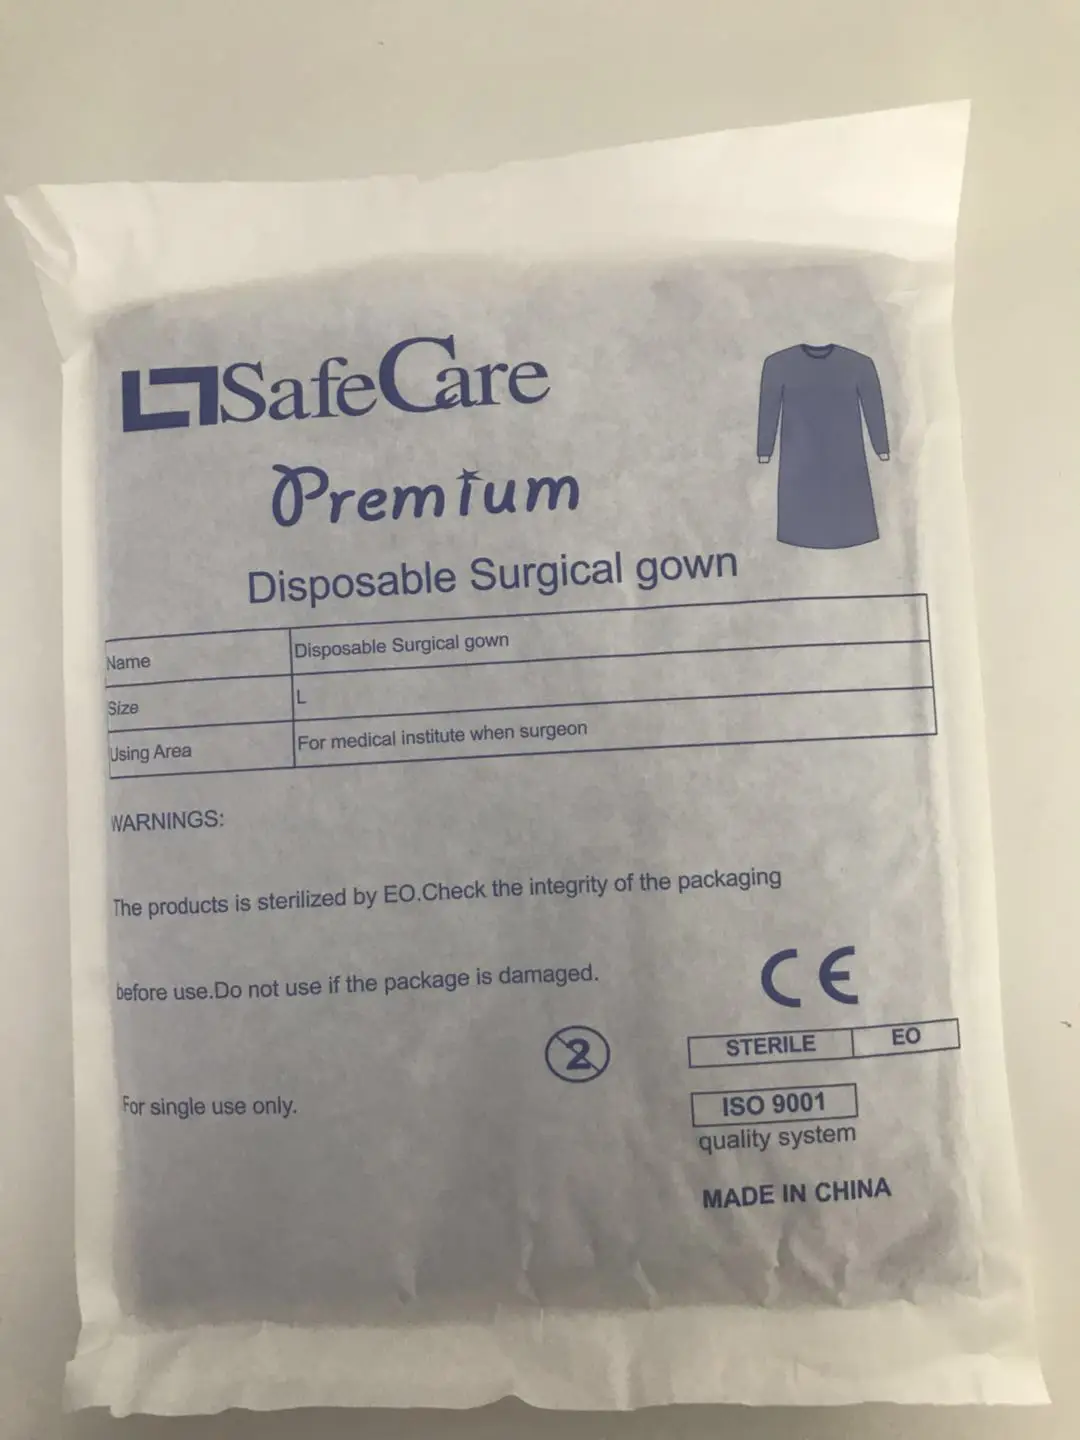 SafeCare
Premium
Disposable Surgical gown
Name Disposable Surgical gown
Size L
Using Area For medical institute when surgeon
WARNINGS:
The products is sterilized by EO.Check the integrity of the packaging
before use.Do not use if the package is damaged.
CE
2
STERILE EO
For single use only.
ISO 9001
quality system
MADE IN CHINA